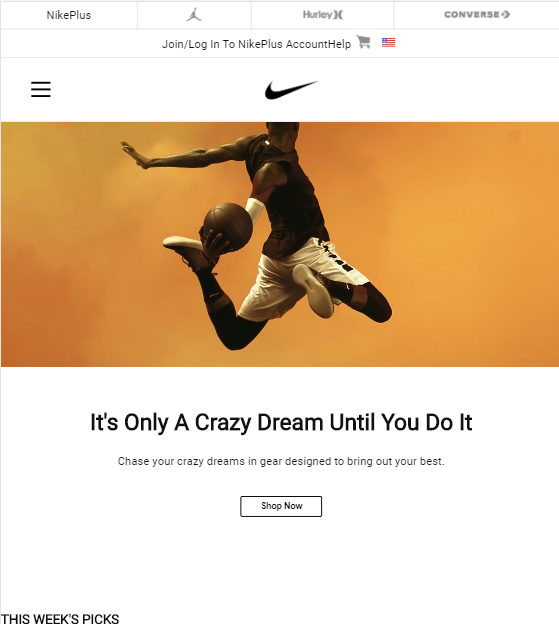 NikePlus
Hurley
CONVERSE
Join/Log In To NikePlus AccountHelp
It's Only A Crazy Dream Until You Do It
Chase your crazy dreams in gear designed to bring out your best.
Shop Now
THIS WEEK'S PICKS